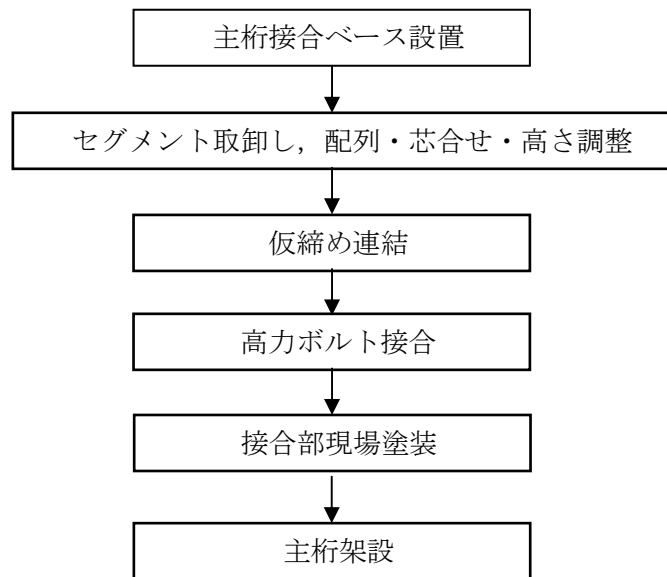 主桁接合ベース設置
セグメント取卸し，配列・芯合せ・高さ調整
仮締め連結
高力ボルト接合
接合部現場塗装
主桁架設